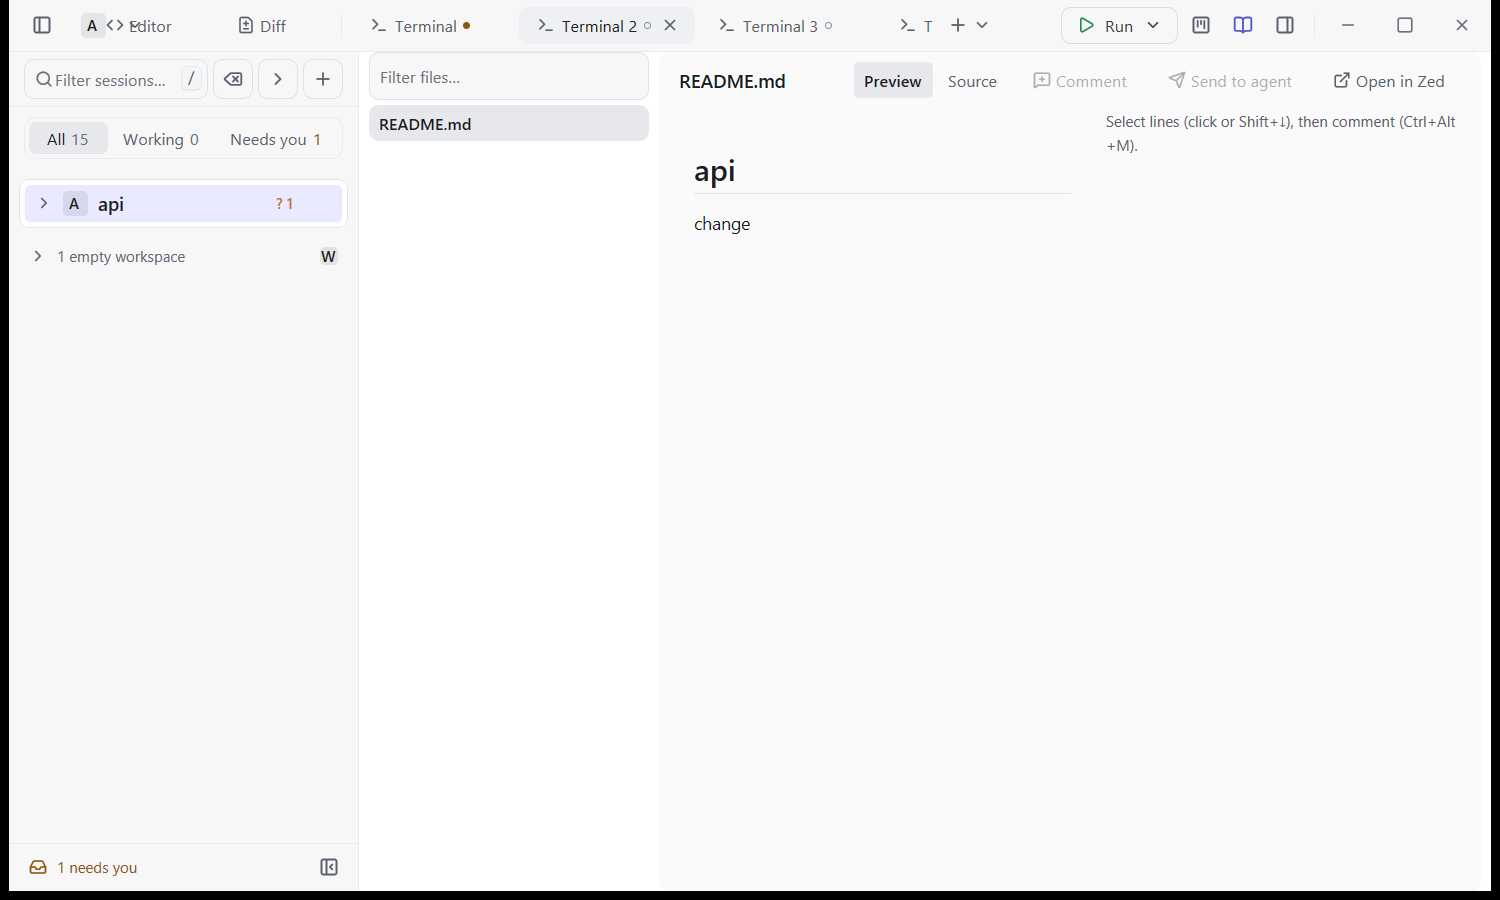 A Editor Diff Terminal Terminal 2 Terminal 3 T Run
Filter sessions... /
All 15 Working 0 Needs you 1
A api ? 1
1 empty workspace W
1 needs you
Filter files...
README.md
README.md Preview Source Comment Send to agent Open in Zed
Select lines (click or Shift+↓), then comment (Ctrl+Alt
+M).
api
change